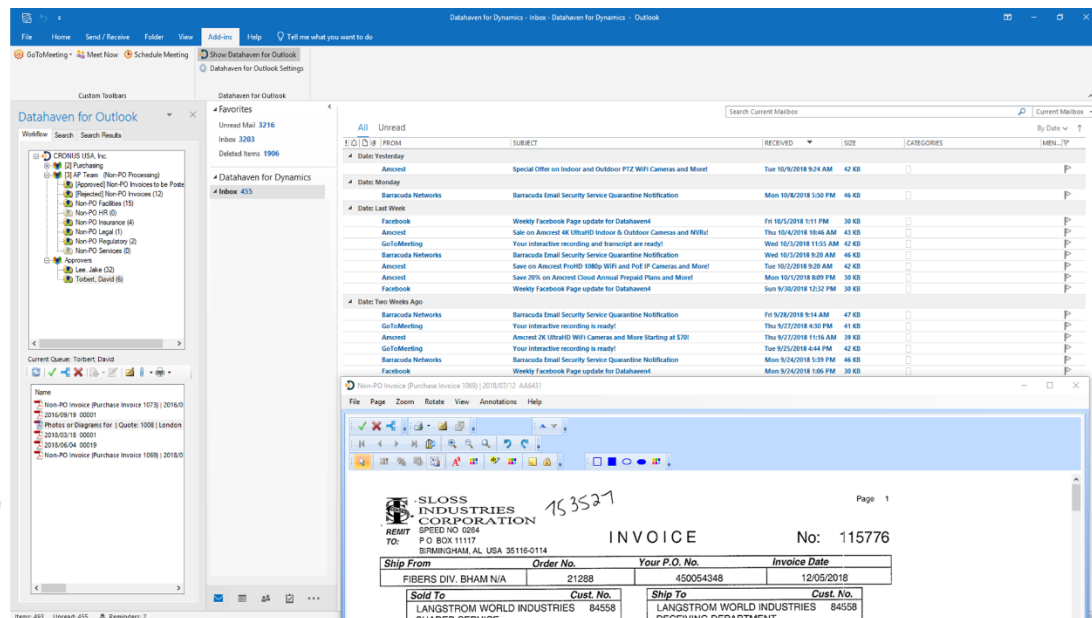 Datahaven for Dynamics - Inbox - Datahaven for Dynamics - Outlook
File Home Send / Receive Folder View Add-ins Help Tell me what you want to do
GoToMeeting Meet Now Schedule Meeting Show Datahaven for Outlook
Datahaven for Outlook Settings
Custom Toolbars Datahaven for Outlook
Datahaven for Outlook
Workflow Search Search Results
CRONUS USA, Inc.
[2] Purchasing
[3] AP Team (Non-PO Processing)
[Approved] Non-PO Invoices to be Poste
[Rejected] Non-PO Invoices (12)
Non-PO Facilities (15)
Non-PO HR (0)
Non-PO Insurance (4)
Non-PO Legal (1)
Non-PO Regulatory (2)
Non-PO Services (0)
Approvers
Lee, Jake (32)
Torbert, David (6)
Current Queue: Torbert, David
Name
Non-PO Invoice (Purchase Invoice 1073) | 2016/0
2016/09/19 00001
Photos or Diagrams for | Quote: 1008 | London
2018/03/18 00001
2018/06/04 00019
Non-PO Invoice (Purchase Invoice 1069) | 2018/0
Items: 493 Unread: 455 Reminders: 7
Favorites
Unread Mail 3216
Inbox 3203
Deleted Items 1906
Datahaven for Dynamics
Inbox 455
Search Current Mailbox Current Mailbox
All Unread By Date
FROM SUBJECT RECEIVED SIZE CATEGORIES MEN...
Date: Yesterday
Amcrest Special Offer on Indoor and Outdoor PTZ WiFi Cameras and More! Tue 10/9/2018 9:24 AM 42 KB
Date: Monday
Barracuda Networks Barracuda Email Security Service Quarantine Notification Mon 10/8/2018 5:50 PM 46 KB
Date: Last Week
Facebook Weekly Facebook Page update for Datahaven4 Fri 10/5/2018 1:11 PM 30 KB
Amcrest Sale on Amcrest 4K UltraHD Indoor & Outdoor Cameras and NVRs! Thu 10/4/2018 10:46 AM 43 KB
GoToMeeting Your interactive recording and transcript are ready! Wed 10/3/2018 11:55 AM 42 KB
Barracuda Networks Barracuda Email Security Service Quarantine Notification Wed 10/3/2018 9:20 AM 46 KB
Amcrest Save on Amcrest ProHD 1080p WiFi and PoE IP Cameras and More! Tue 10/2/2018 9:20 AM 42 KB
Amcrest Save 20% on Amcrest Cloud Annual Prepaid Plans and More! Mon 10/1/2018 8:09 PM 30 KB
Facebook Weekly Facebook Page update for Datahaven4 Sun 9/30/2018 12:32 PM 30 KB
Date: Two Weeks Ago
Barracuda Networks Barracuda Email Security Service Quarantine Notification Fri 9/28/2018 9:14 AM 47 KB
GoToMeeting Your interactive recording is ready! Thu 9/27/2018 4:30 PM 41 KB
Amcrest Amcrest 2K UltraHD WiFi Cameras and More Starting at $70! Thu 9/27/2018 11:16 AM 39 KB
GoToMeeting Your interactive recording is ready! Tue 9/25/2018 4:44 PM 42 KB
Barracuda Networks Barracuda Email Security Service Quarantine Notification Mon 9/24/2018 5:39 PM 46 KB
Facebook Weekly Facebook Page update for Datahaven4 Mon 9/24/2018 1:06 PM 30 KB
Non-PO Invoice (Purchase Invoice 1069) | 2018/07/12 AA6431
File Page Zoom Rotate View Annotations Help
SLOSS
INDUSTRIES
CORPORATION
153527
Page 1
REMIT TO:
SPEED NO 0264
P O BOX 11117
BIRMINGHAM, AL USA 35116-0114
INVOICE No: 115776
Ship From Order No. Your P.O. No. Invoice Date
FIBERS DIV. BHAM N/A 21288 450054348 12/05/2018
Sold To Cust. No. Ship To Cust. No.
LANGSTROM WORLD INDUSTRIES 84558 LANGSTROM WORLD INDUSTRIES 84558
SHARED SERVICE RECEIVING DEPARTMENT